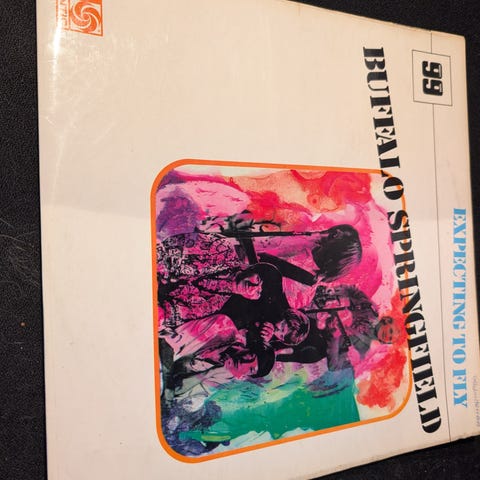 EXPECTING TO FLY
99
BUFFALO SPRINGFIELD